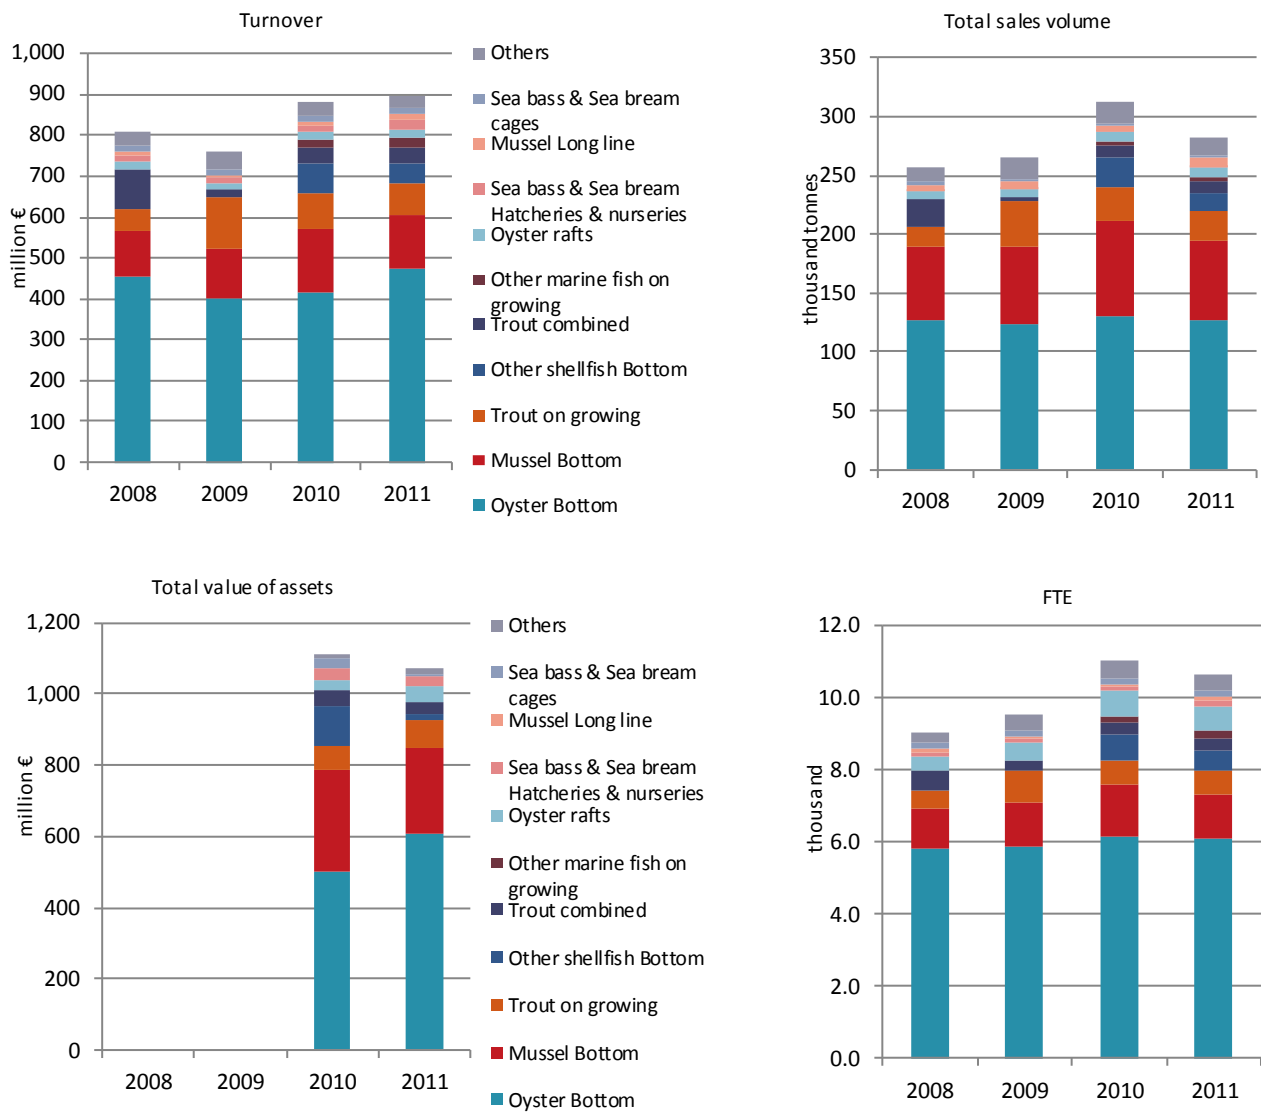 Turnover
million €
1,000
900
800
700
600
500
400
300
200
100
0
2008 2009 2010 2011
Others
Sea bass & Sea bream
cages
Mussel Long line
Sea bass & Sea bream
Hatcheries & nurseries
Oyster rafts
Other marine fish on
growing
Trout combined
Other shellfish Bottom
Trout on growing
Mussel Bottom
Oyster Bottom
Total sales volume
thousand tonnes
350
300
250
200
150
100
50
0
2008 2009 2010 2011
Total value of assets
million €
1,200
1,000
800
600
400
200
0
2008 2009 2010 2011
Others
Sea bass & Sea bream
cages
Mussel Long line
Sea bass & Sea bream
Hatcheries & nurseries
Oyster rafts
Other marine fish on
growing
Trout combined
Other shellfish Bottom
Trout on growing
Mussel Bottom
Oyster Bottom
FTE
thousand
12.0
10.0
8.0
6.0
4.0
2.0
0.0
2008 2009 2010 2011